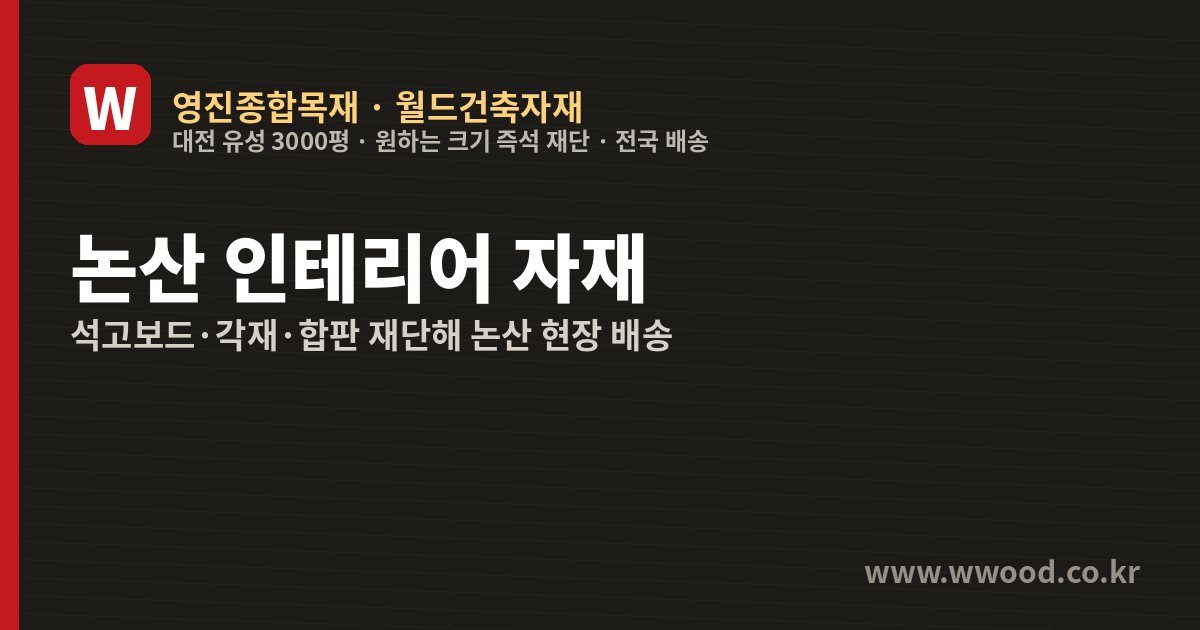 W
영진종합목재 · 월드건축자재
대전 유성 3000평 · 원하는 크기 즉석 재단 · 전국 배송
논산 인테리어 자재
석고보드·각재·합판 재단해 논산 현장 배송
www.wwood.co.kr